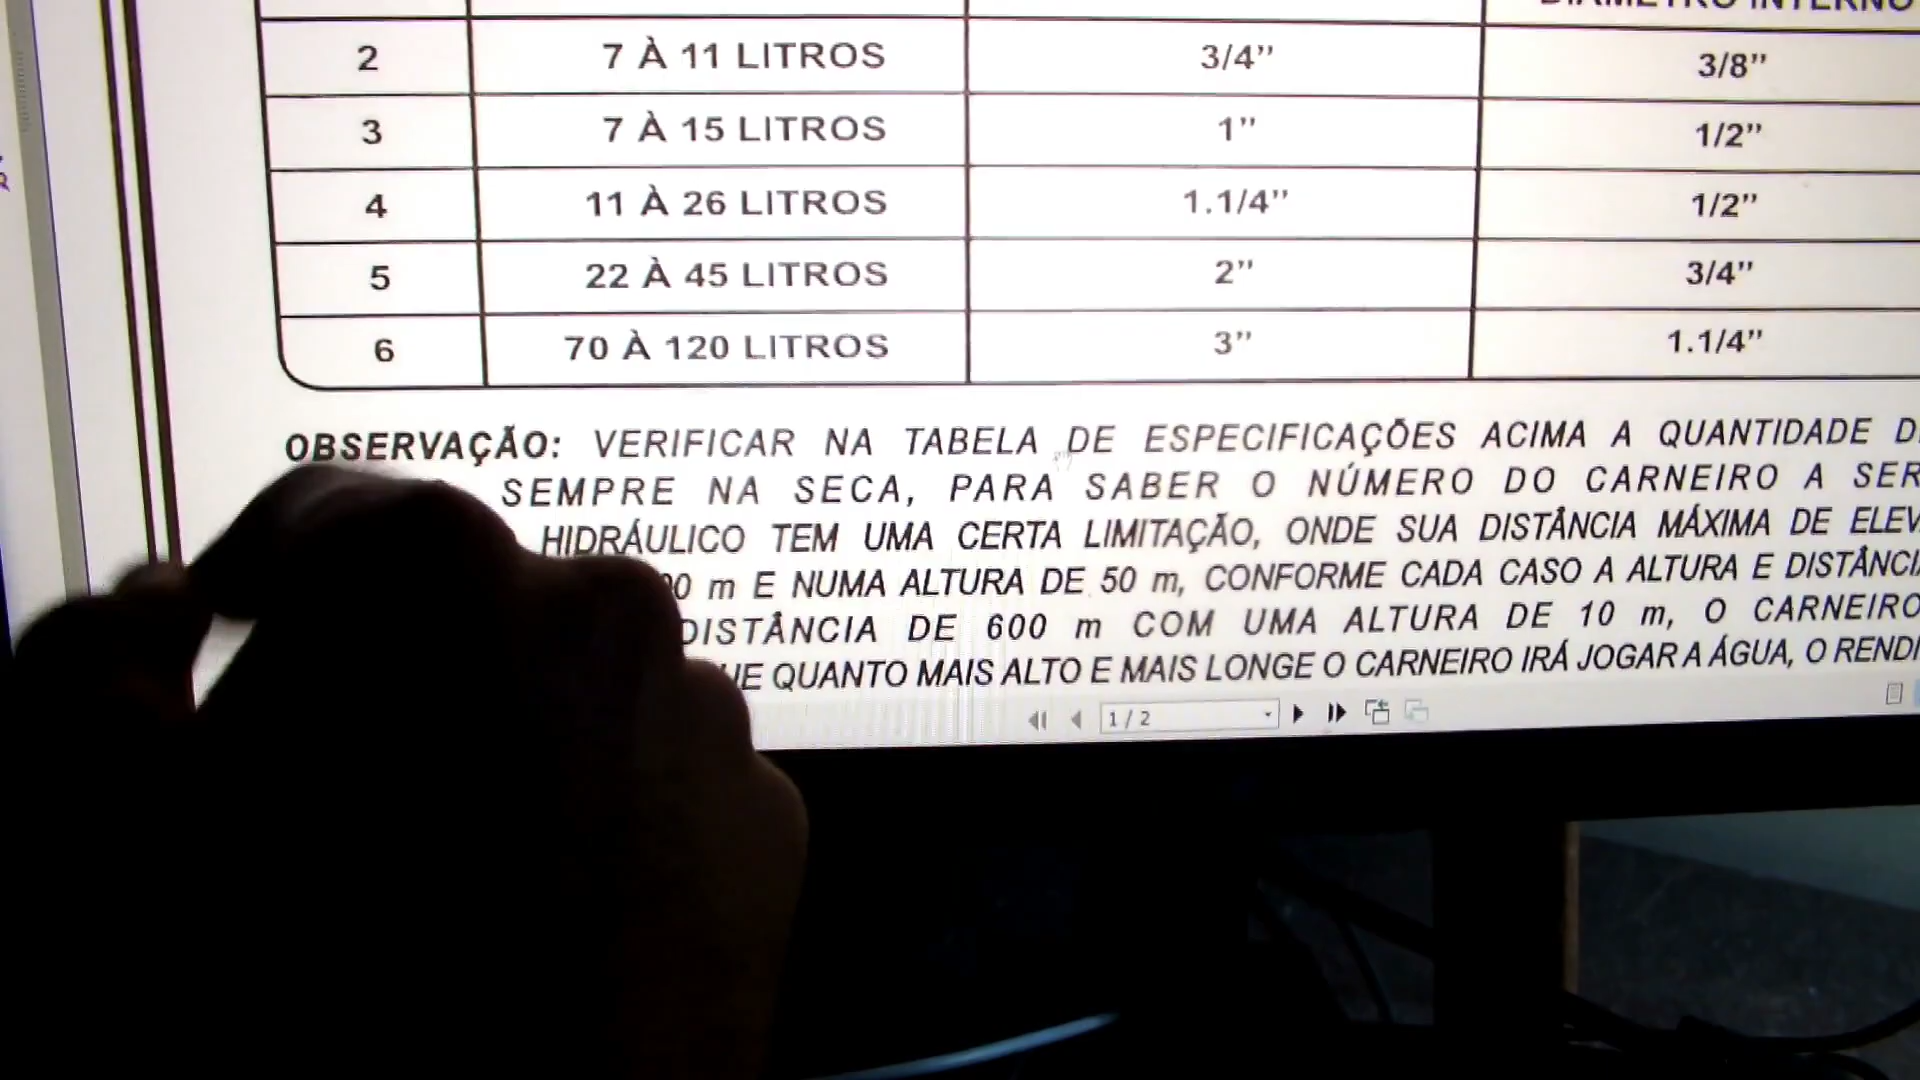 DIÂMETRO INTERNO
2 7 À 11 LITROS 3/4” 3/8”
3 7 À 15 LITROS 1” 1/2”
4 11 À 26 LITROS 1.1/4” 1/2”
5 22 À 45 LITROS 2” 3/4”
6 70 À 120 LITROS 3” 1.1/4”
OBSERVAÇÃO: VERIFICAR NA TABELA DE ESPECIFICAÇÕES ACIMA A QUANTIDADE
SEMPRE NA SECA, PARA SABER O NÚMERO DO CARNEIRO A SER
HIDRÁULICO TEM UMA CERTA LIMITAÇÃO, ONDE SUA DISTÂNCIA MÁXIMA DE
m E NUMA ALTURA DE 50 m, CONFORME CADA CASO A ALTURA E
DISTÂNCIA DE 600 m COM UMA ALTURA DE 10 m, O CARNEIRO
QUANTO MAIS ALTO E MAIS LONGE O CARNEIRO IRÁ JOGAR A ÁGUA, O
1 / 2